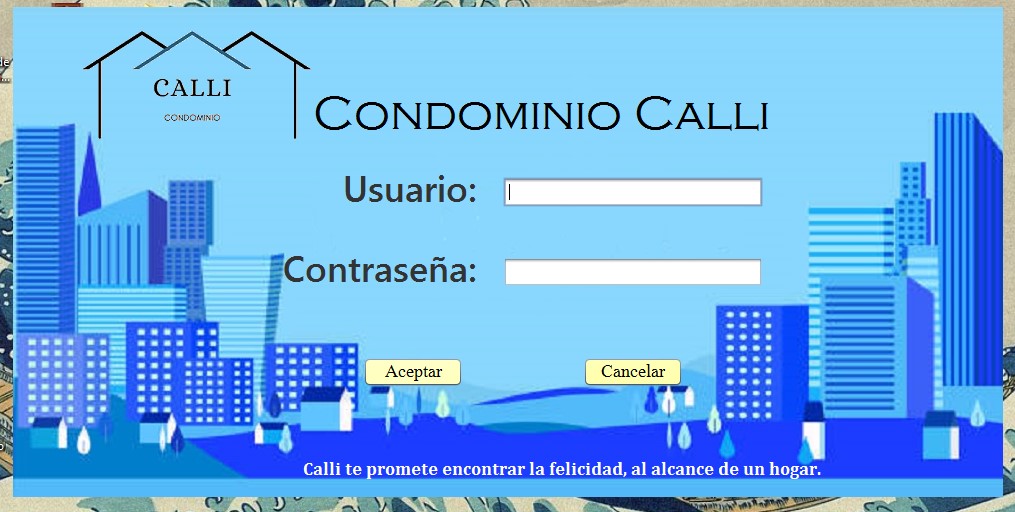 CALLI
CONDOMINIO
CONDOMINIO CALLI
Usuario:
Contraseña:
Aceptar
Cancelar
Calli te promete encontrar la felicidad, al alcance de un hogar.